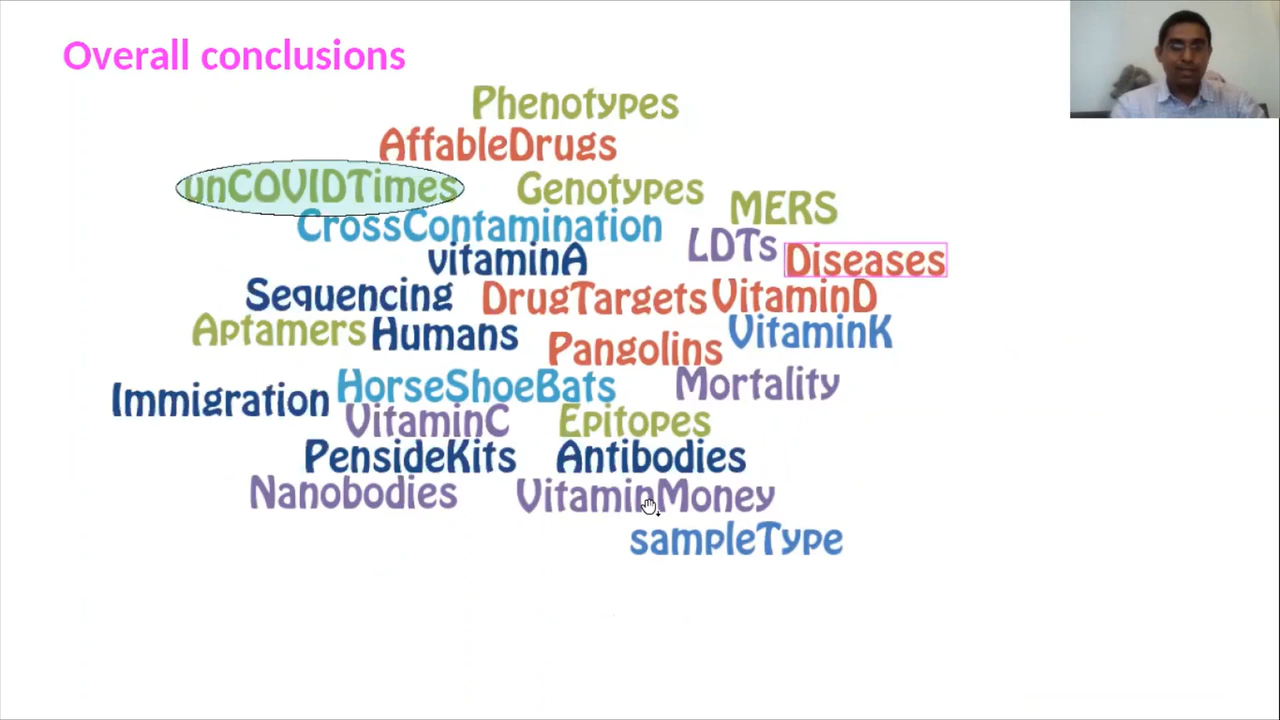 Overall conclusions
Phenotypes
AffableDrugs
unCOVIDTimes Genotypes MERS
CrossContamination LDTs Diseases
vitaminA
Sequencing DrugTargets VitaminD
Aptamers Humans Pangolins VitaminK
Immigration HorseShoeBats Mortality
VitaminC Epitopes
PensideKits Antibodies
Nanobodies VitaminMoney
sampleType